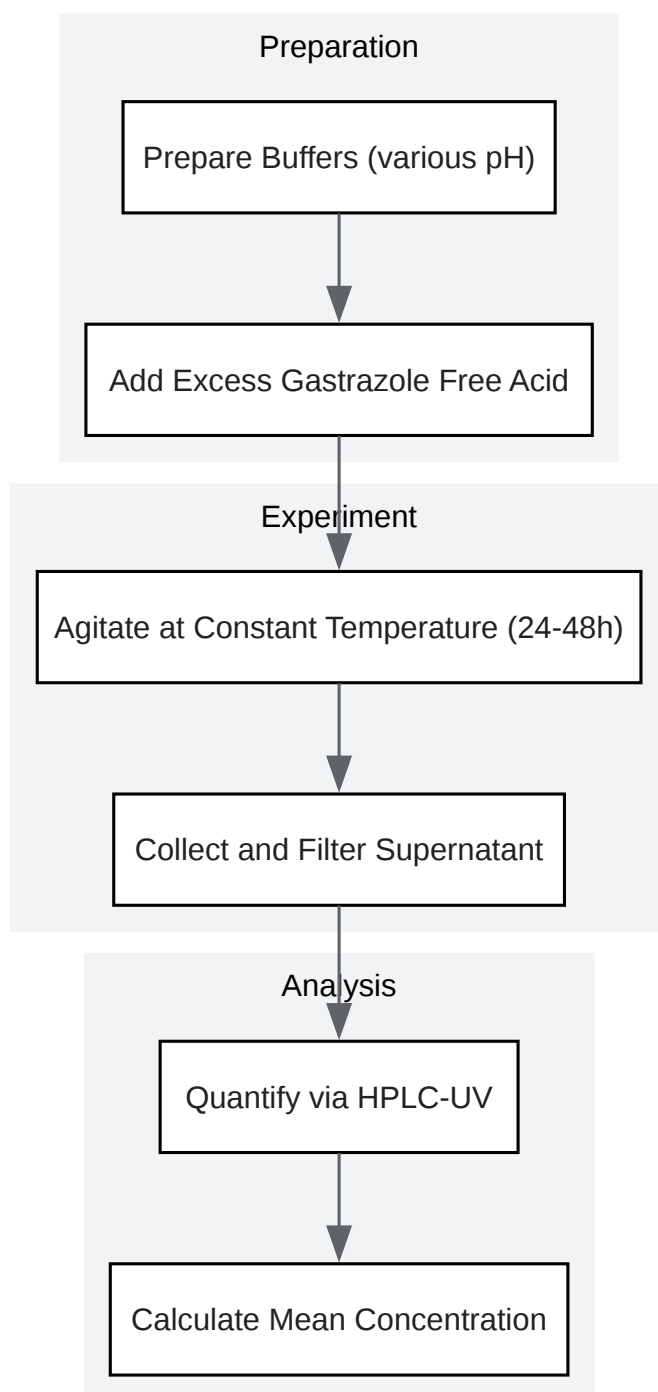 Preparation
Prepare Buffers (various pH)
Add Excess Gastrazole Free Acid
Experiment
Agitate at Constant Temperature (24-48h)
Collect and Filter Supernatant
Analysis
Quantify via HPLC-UV
Calculate Mean Concentration